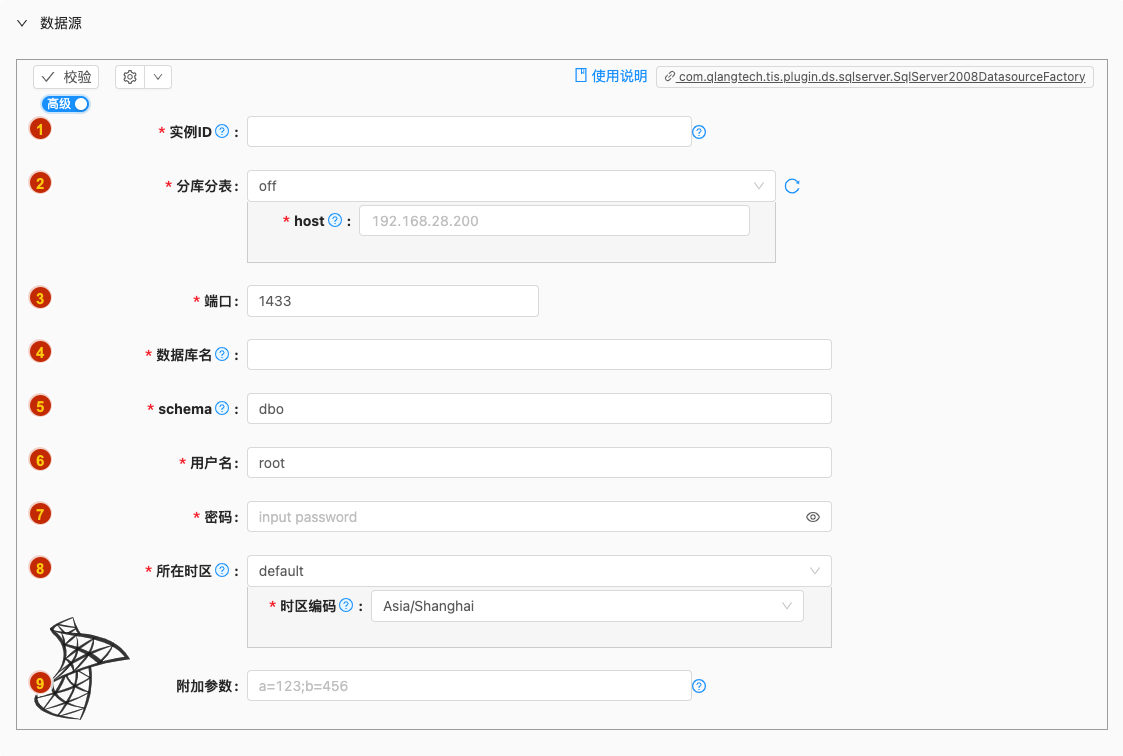 数据源
校验
使用说明 com.qlangtech.tis.plugin.ds.sqlserver.SqlServer2008DatasourceFactory
高级
1 * 实例ID ? : ?
2 * 分库分表: off
* host ? : 192.168.28.200
3 * 端口: 1433
4 * 数据库名 ? :
5 * schema ? : dbo
6 * 用户名: root
7 * 密码: input password
8 * 所在时区 ? : default
* 时区编码 ? : Asia/Shanghai
9 附加参数: a=123;b=456 ?